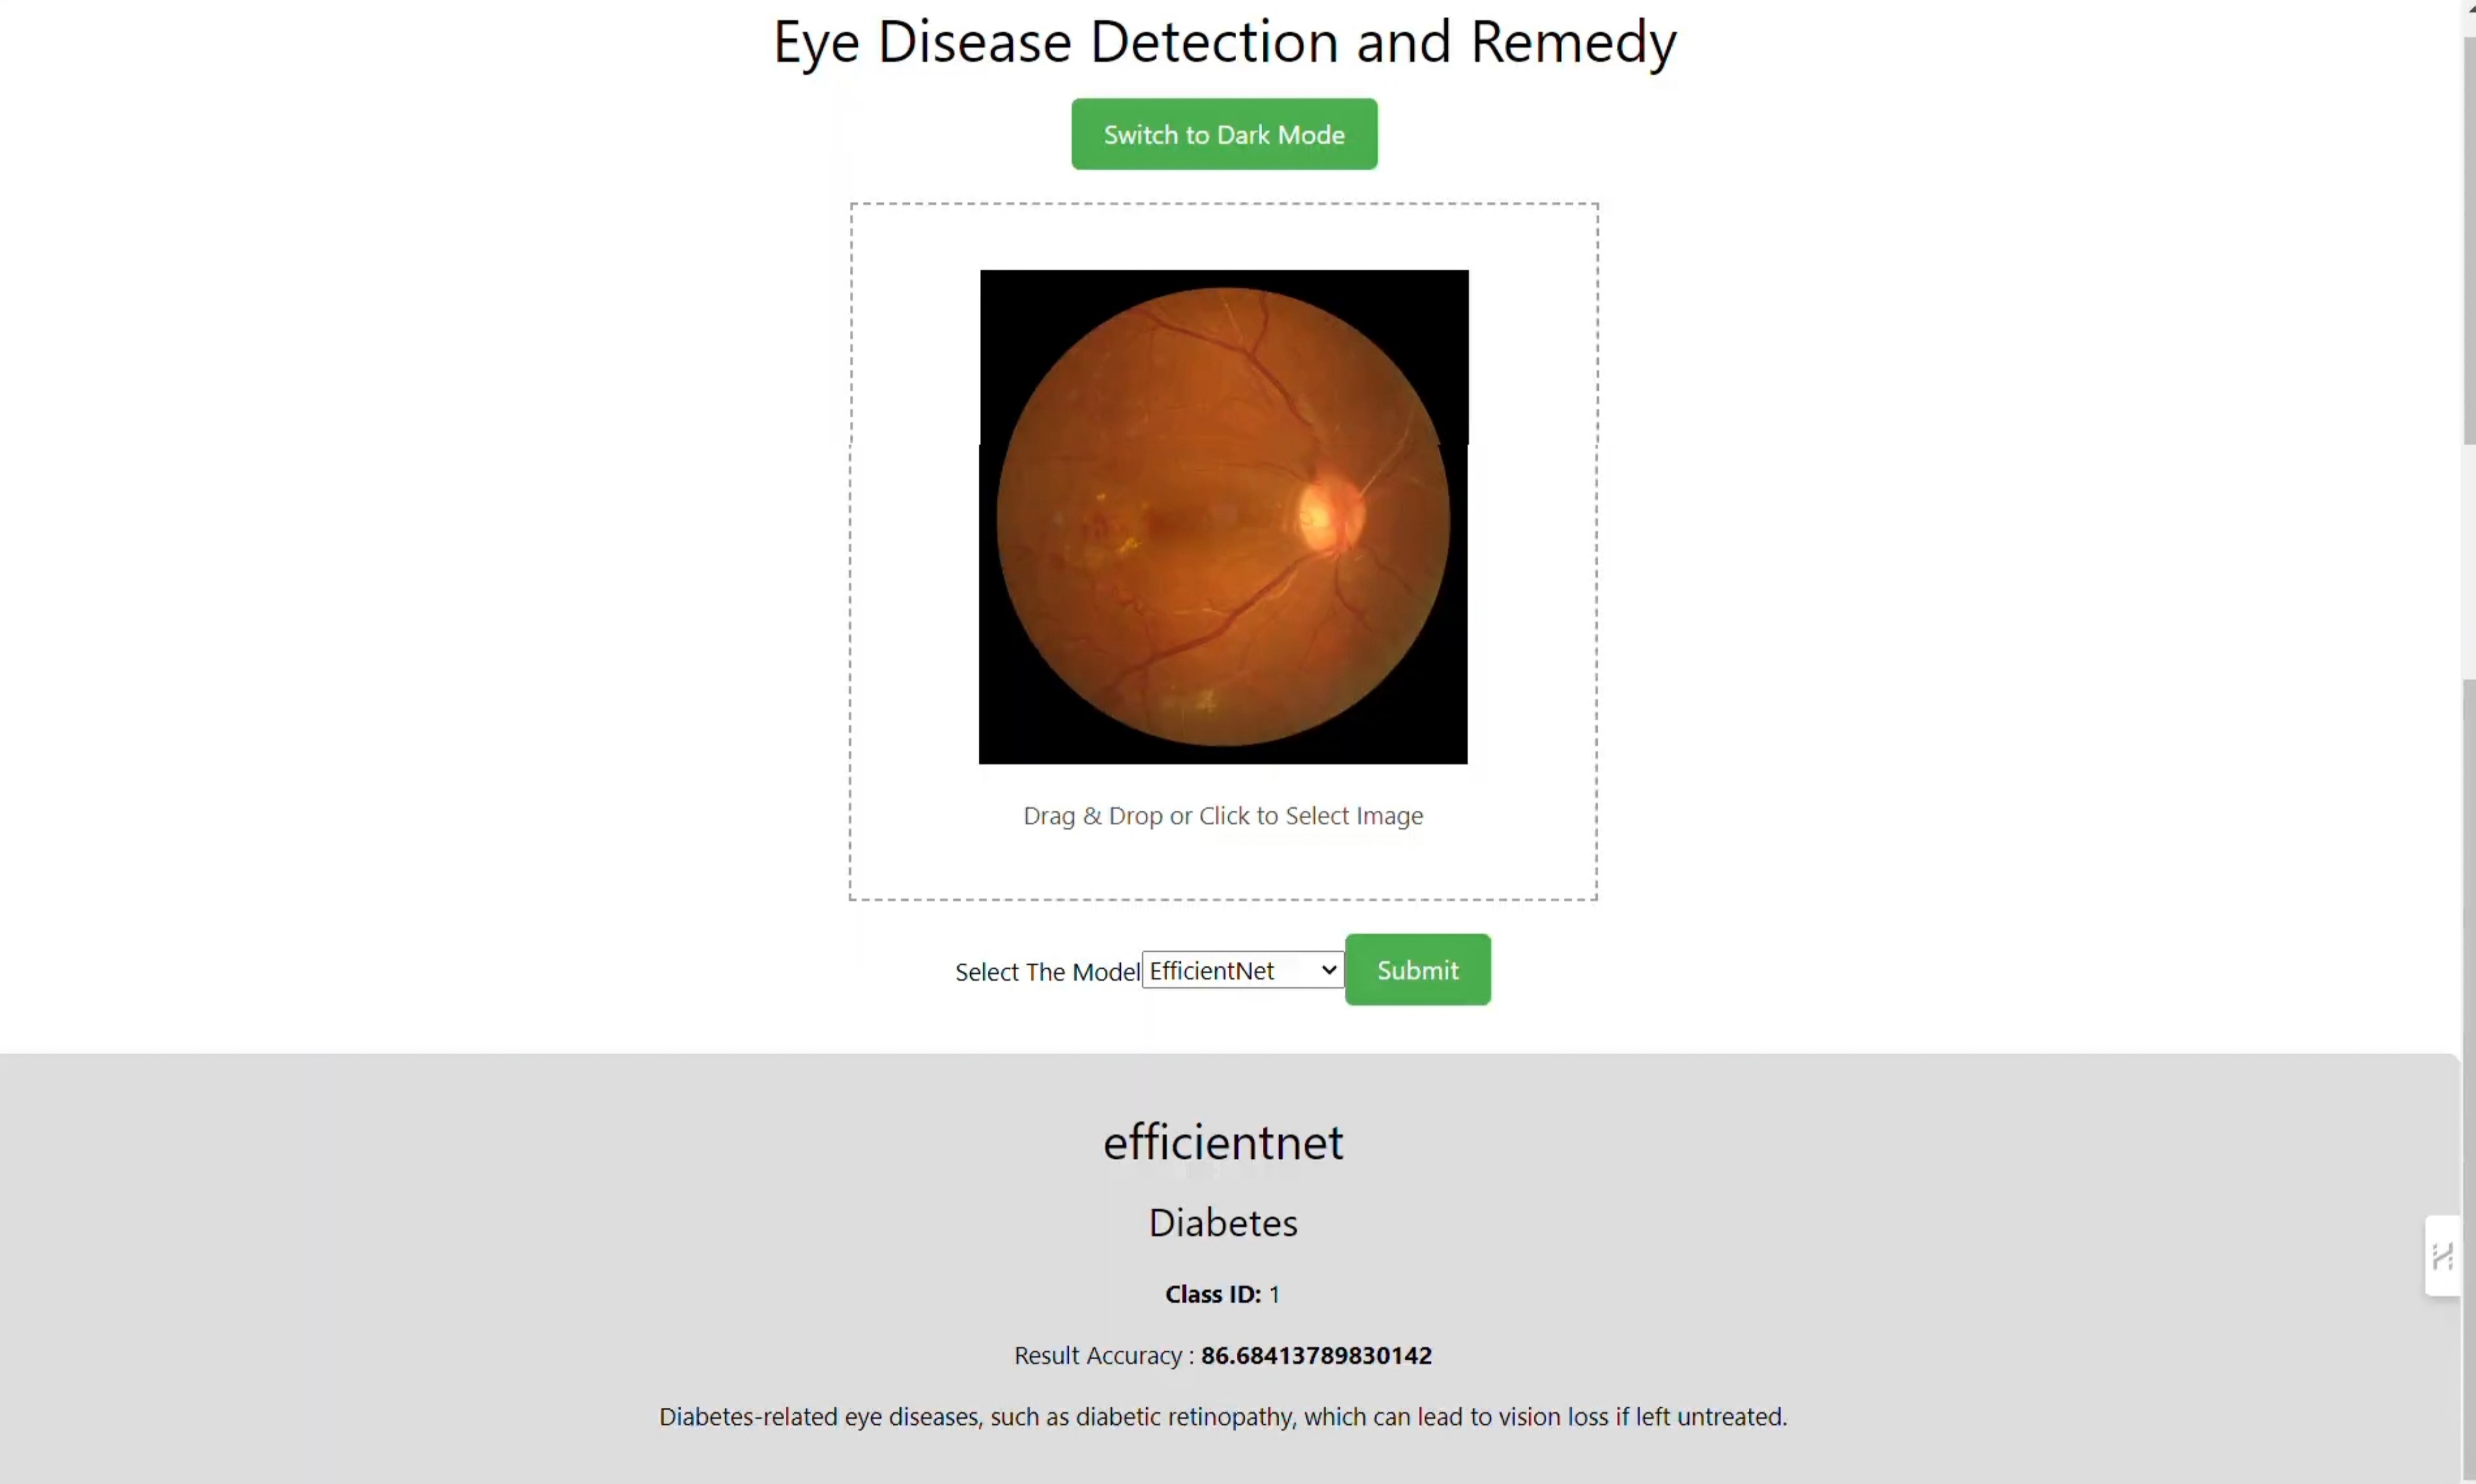 Eye Disease Detection and Remedy
Switch to Dark Mode
Drag & Drop or Click to Select Image
Select The Model EfficientNet Submit
efficientnet
Diabetes
Class ID: 1
Result Accuracy : 86.68413789830142
Diabetes-related eye diseases, such as diabetic retinopathy, which can lead to vision loss if left untreated.